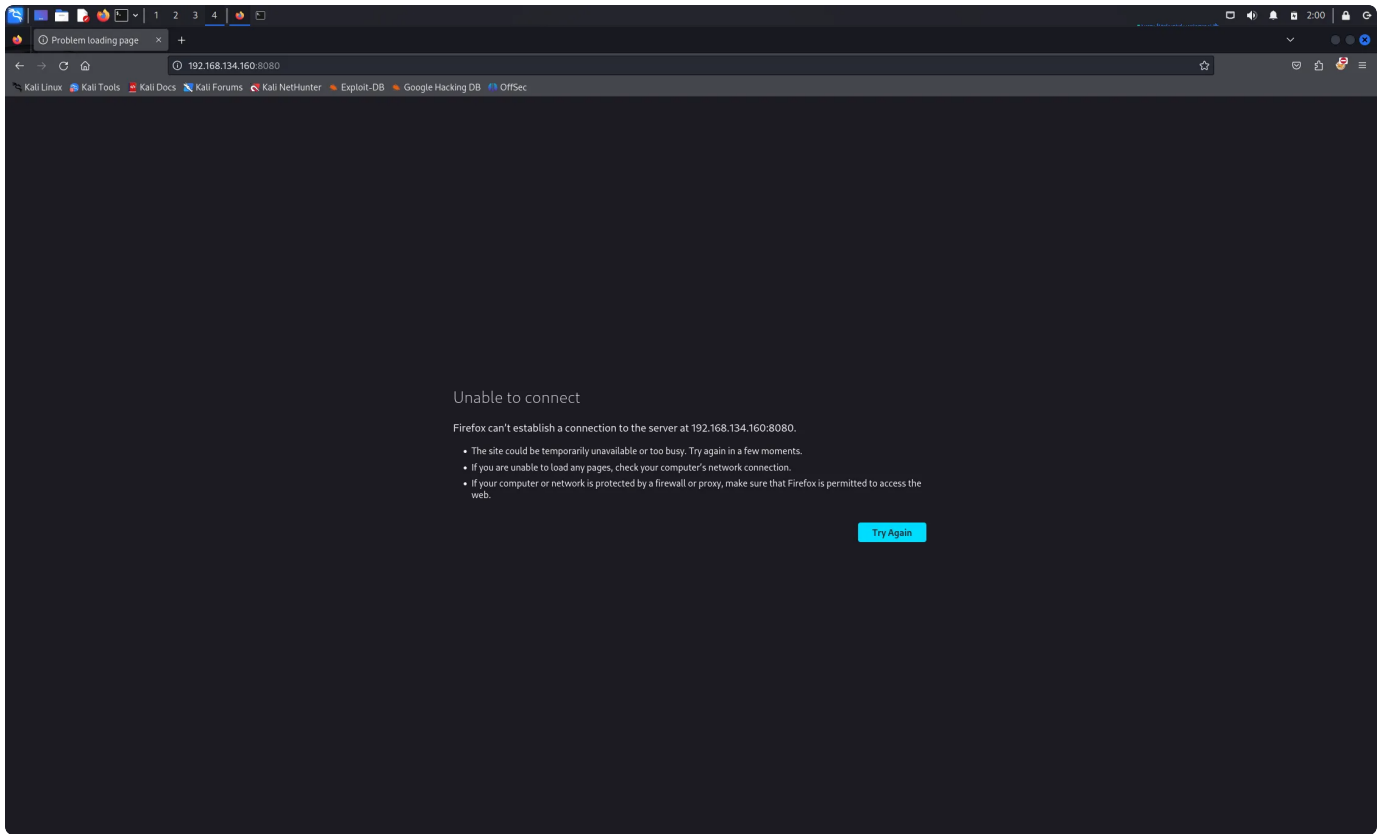 1 2 3 4
2:00
Problem loading page
192.168.134.160:8080
Kali Linux Kali Tools Kali Docs Kali Forums Kali NetHunter Exploit-DB Google Hacking DB OffSec
Unable to connect
Firefox can’t establish a connection to the server at 192.168.134.160:8080.
• The site could be temporarily unavailable or too busy. Try again in a few moments.
• If you are unable to load any pages, check your computer’s network connection.
• If your computer or network is protected by a firewall or proxy, make sure that Firefox is permitted to access the
web.
Try Again